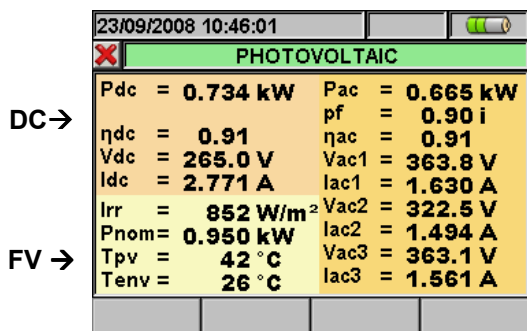 23/09/2008 10:46:01
PHOTOVOLTAIC
DC→
FV →
Pdc = 0.734 kW
ηdc = 0.91
Vdc = 265.0 V
Idc = 2.771 A
Irr = 852 W/m²
Pnom= 0.950 kW
Tpv = 42 °C
Tenv = 26 °C
Pac = 0.665 kW
pf = 0.90 i
ηac = 0.91
Vac1 = 363.8 V
Iac1 = 1.630 A
Vac2 = 322.5 V
Iac2 = 1.494 A
Vac3 = 363.1 V
Iac3 = 1.561 A